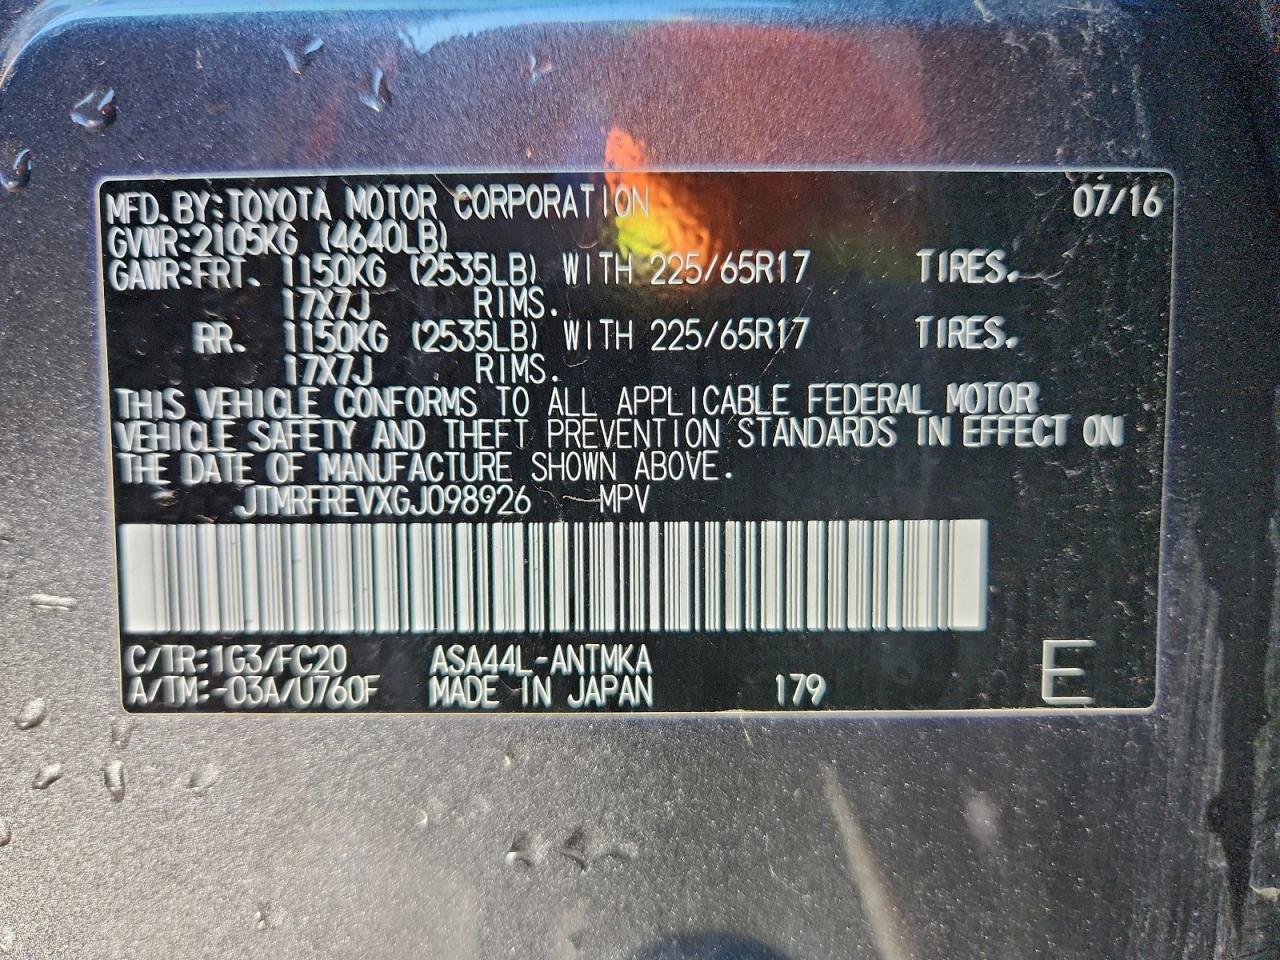 MFD. BY: TOYOTA MOTOR CORPORATION 07/16
GVWR: 2105KG (4640LB)
GAWR: FRT. 1150KG (2535LB) WITH 225/65R17 TIRES.
17X7J RIMS.
RR. 1150KG (2535LB) WITH 225/65R17 TIRES.
17X7J RIMS.
THIS VEHICLE CONFORMS TO ALL APPLICABLE FEDERAL MOTOR
VEHICLE SAFETY AND THEFT PREVENTION STANDARDS IN EFFECT ON
THE DATE OF MANUFACTURE SHOWN ABOVE.
JTMRFREVXGJ098926 MPV
C/TR: 1G3/FC20 ASA44L-ANTMKA
A/TM: -03A/U760F MADE IN JAPAN 179 E